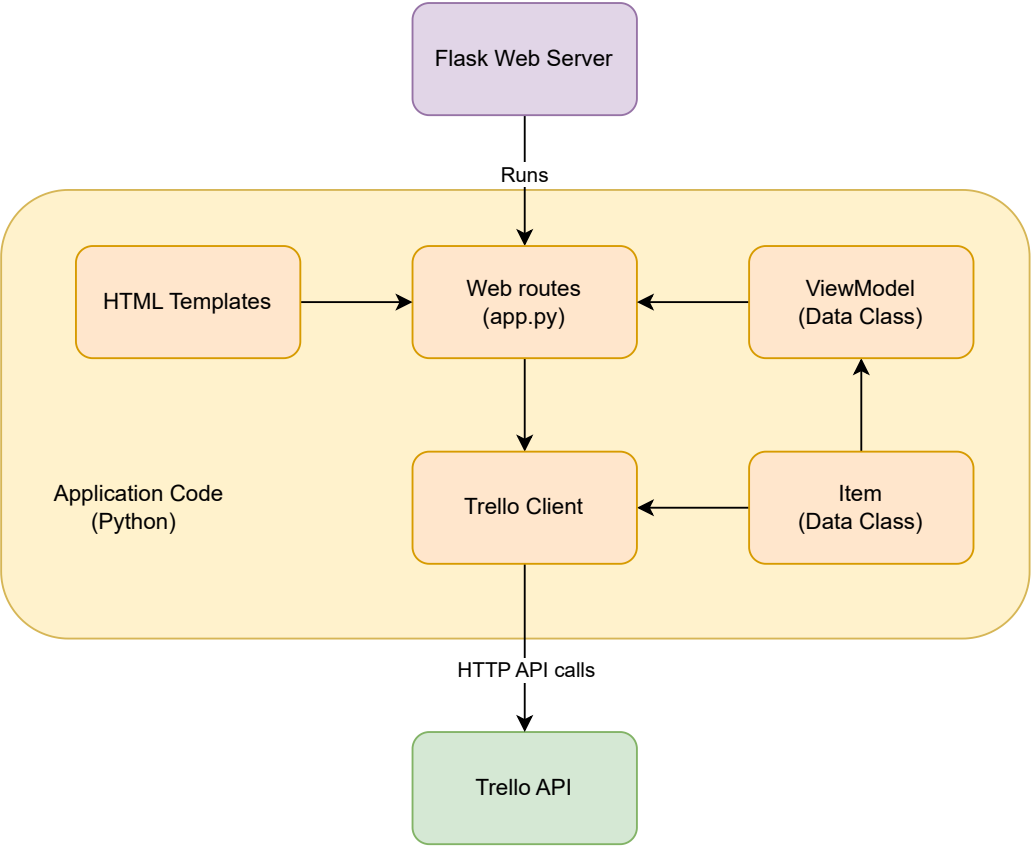 Flask Web Server
Runs
HTML Templates
Web routes
(app.py)
ViewModel
(Data Class)
Application Code
(Python)
Trello Client
Item
(Data Class)
HTTP API calls
Trello API